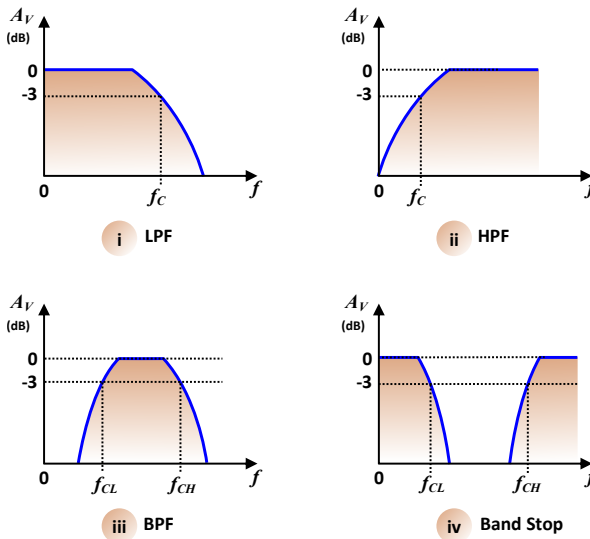 A_V
(dB)
0
-3
0
f_C
f
i LPF
A_V
(dB)
0
-3
0
f_C
ii HPF
A_V
(dB)
0
-3
0
f_CL
f_CH
f
iii BPF
A_V
(dB)
0
-3
0
f_CL
f_CH
iv Band Stop